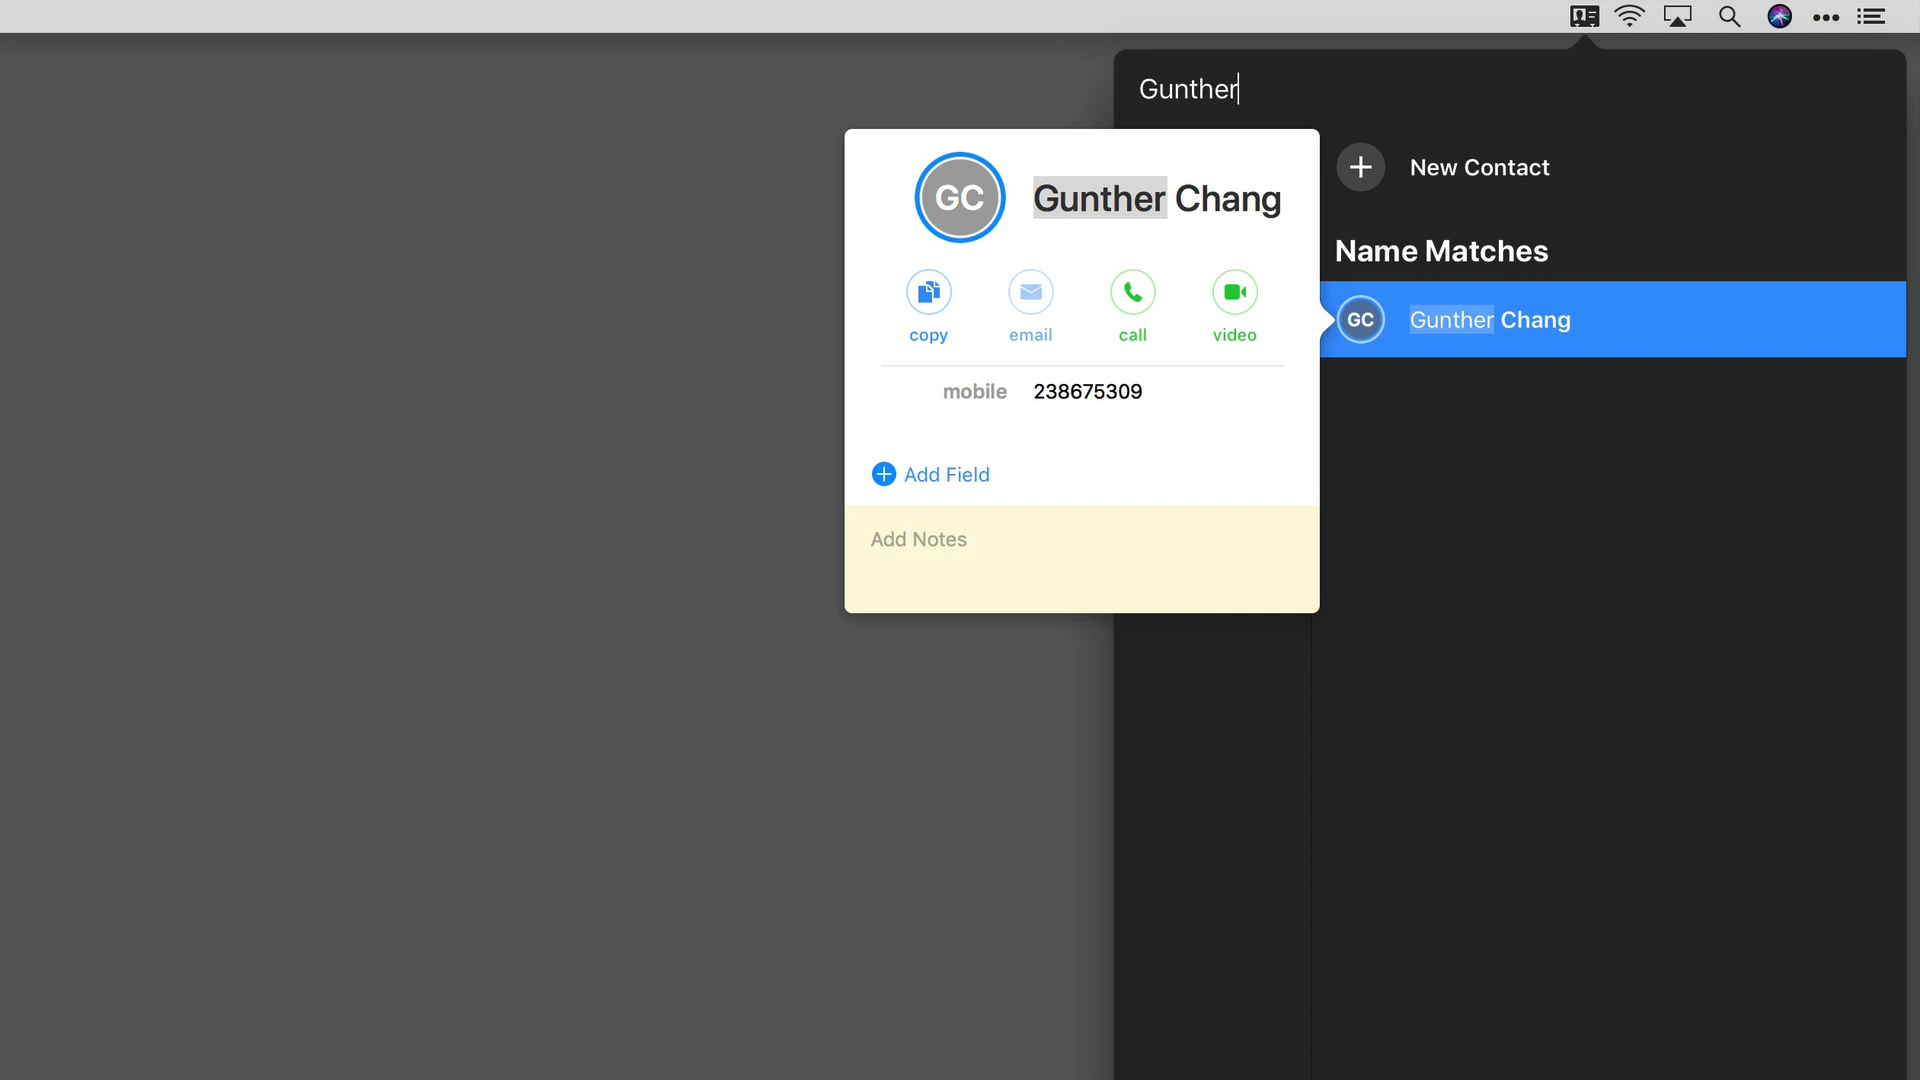 Gunther
GC
Gunther Chang
copy
email
call
video
mobile 238675309
Add Field
Add Notes
New Contact
Name Matches
GC
Gunther Chang